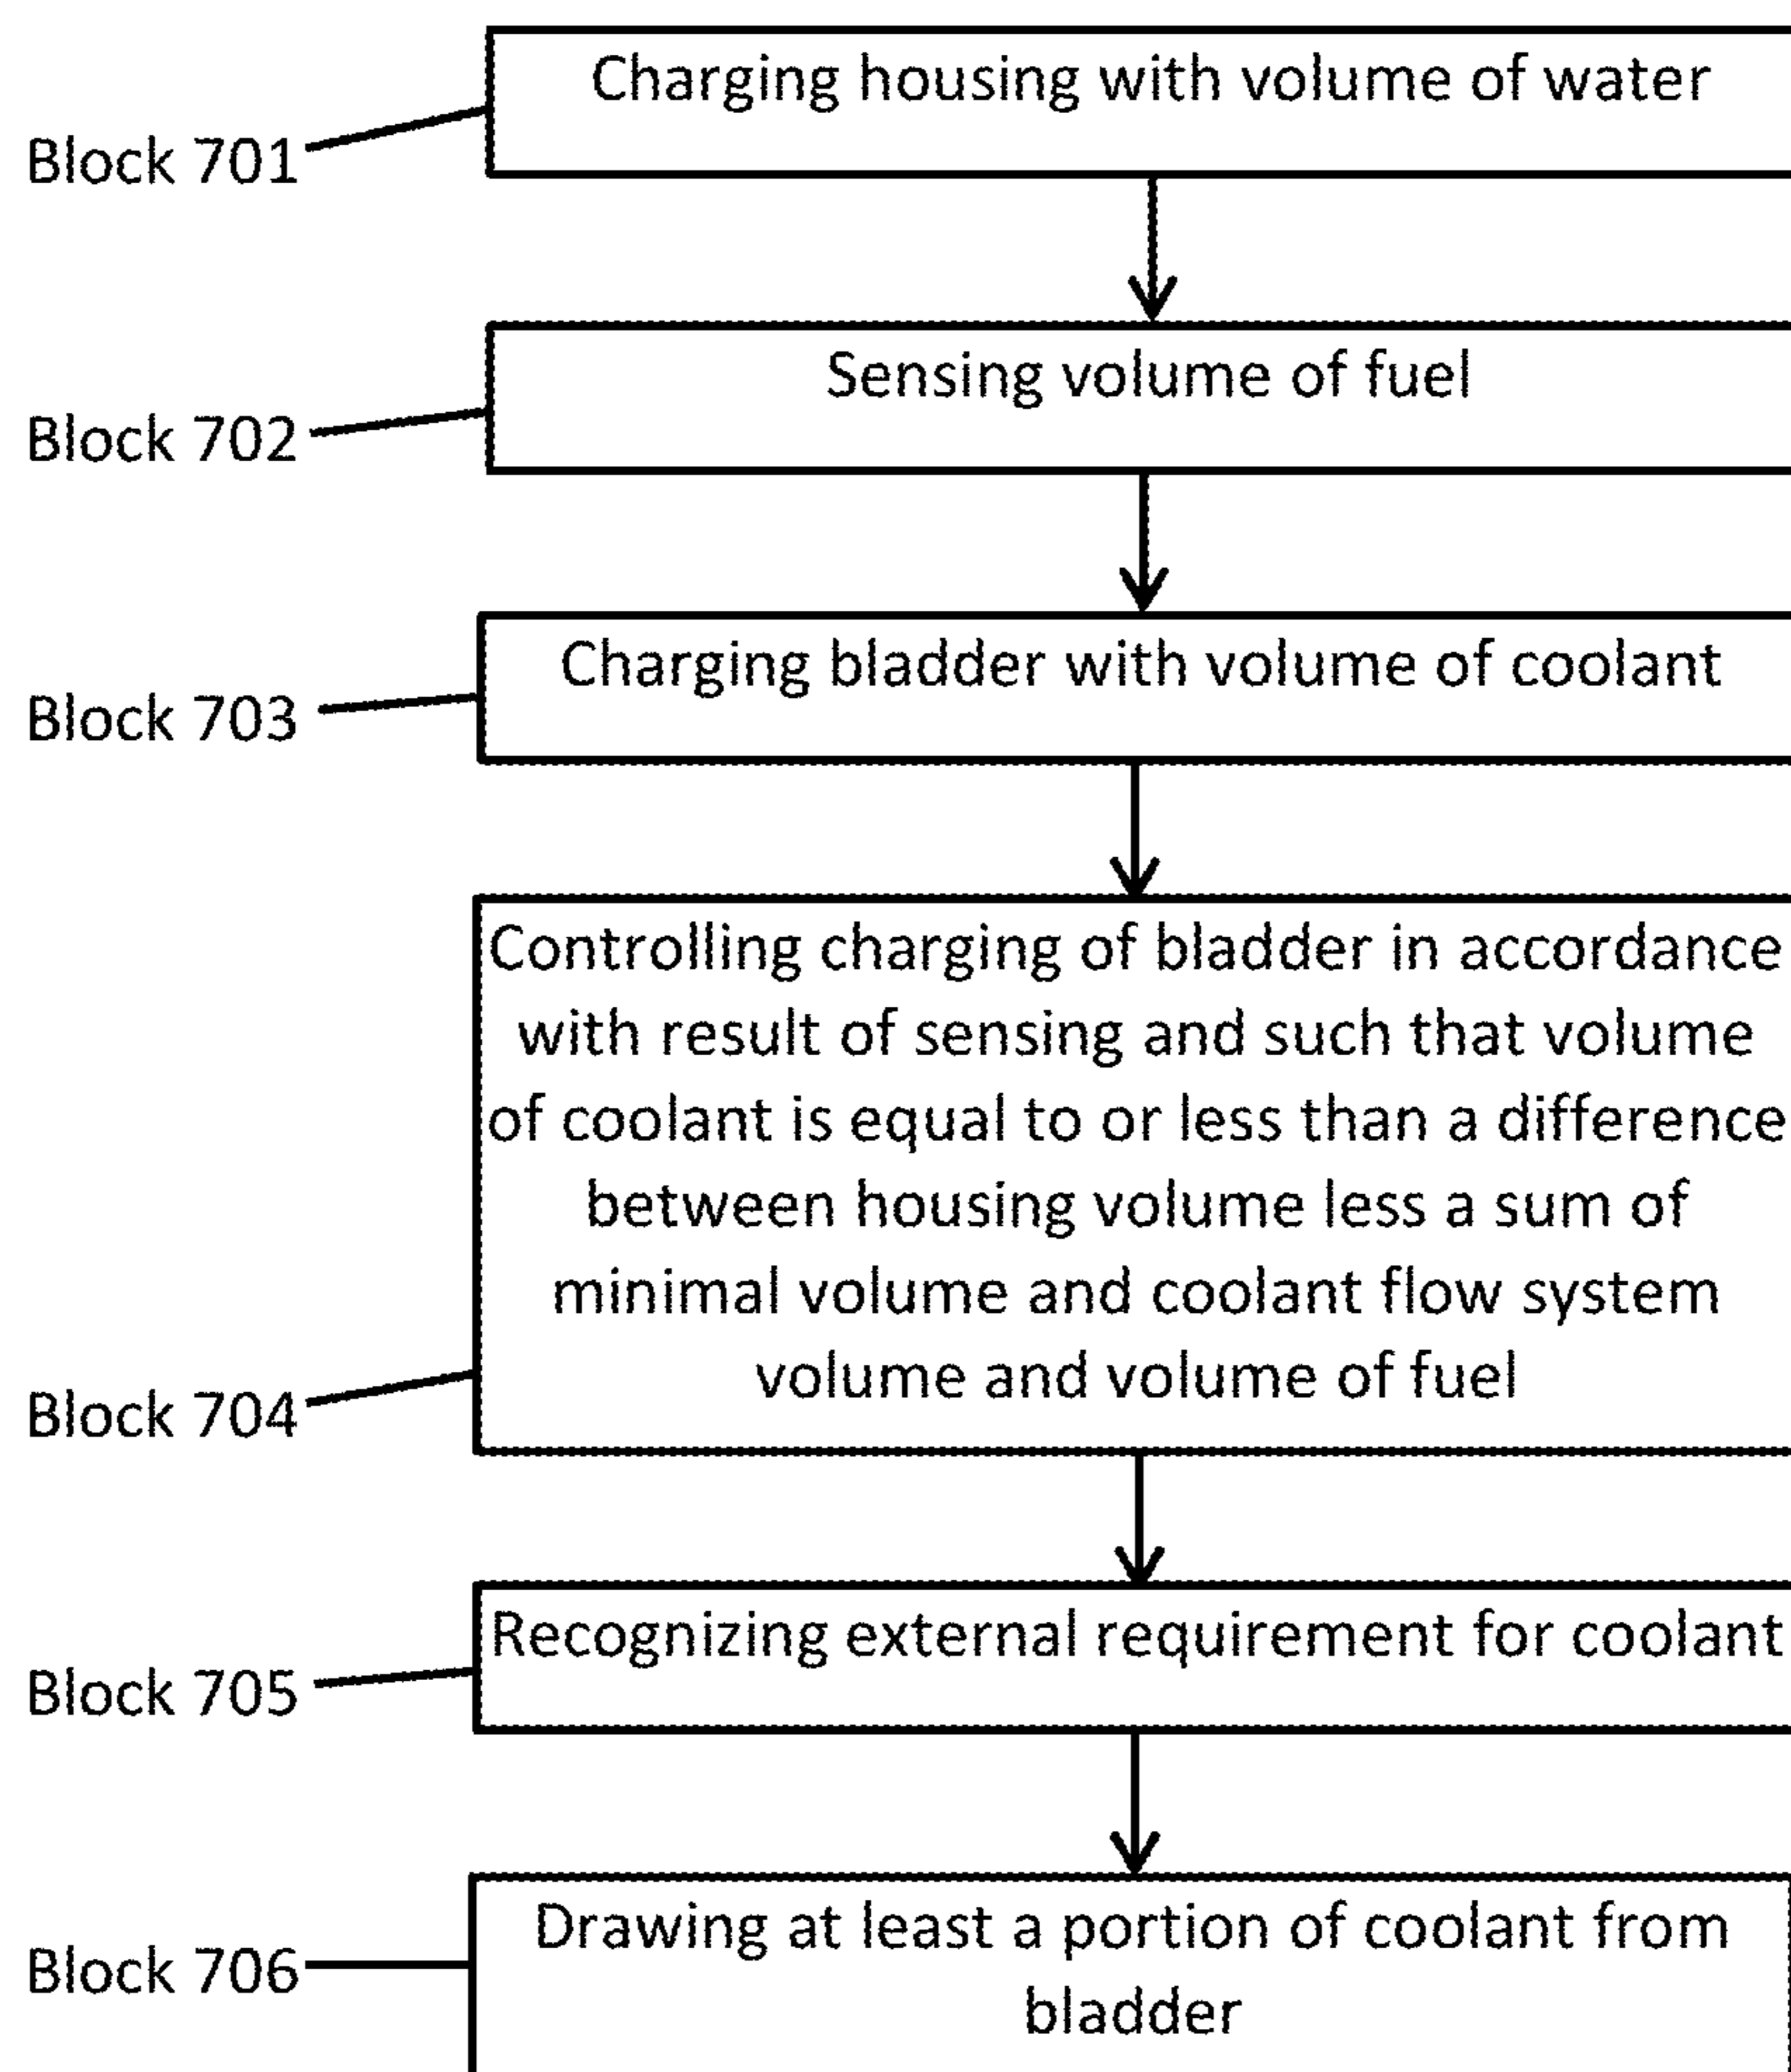 Charging housing with volume of water
Block 701
Sensing volume of fuel
Block 702
Charging bladder with volume of coolant
Block 703
Controlling charging of bladder in accordance
with result of sensing and such that volume
of coolant is equal to or less than a difference
between housing volume less a sum of
minimal volume and coolant flow system
volume and volume of fuel
Block 704
Recognizing external requirement for coolant
Block 705
Drawing at least a portion of coolant from
bladder
Block 706